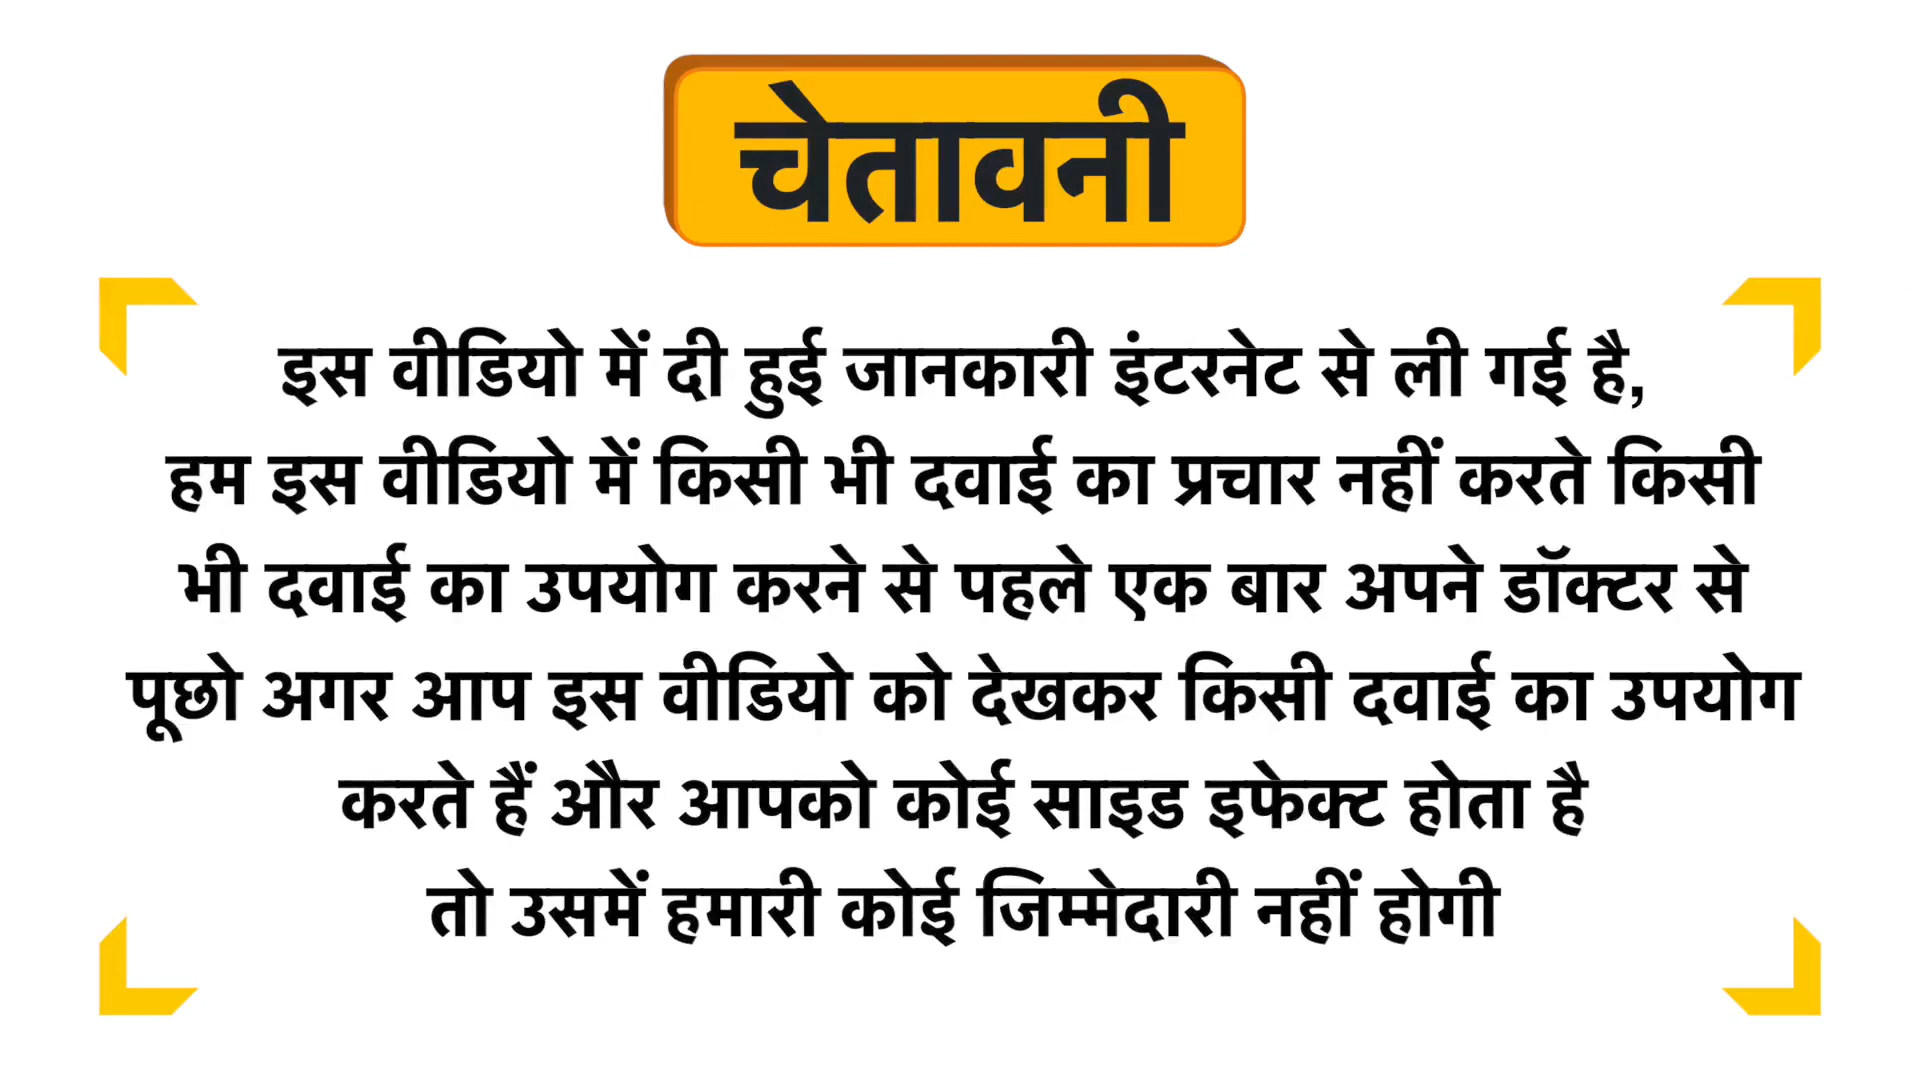 चेतावनी
इस वीडियो में दी हुई जानकारी इंटरनेट से ली गई है,
हम इस वीडियो में किसी भी दवाई का प्रचार नहीं करते किसी
भी दवाई का उपयोग करने से पहले एक बार अपने डॉक्टर से
पूछो अगर आप इस वीडियो को देखकर किसी दवाई का उपयोग
करते हैं और आपको कोई साइड इफेक्ट होता है
तो उसमें हमारी कोई जिम्मेदारी नहीं होगी